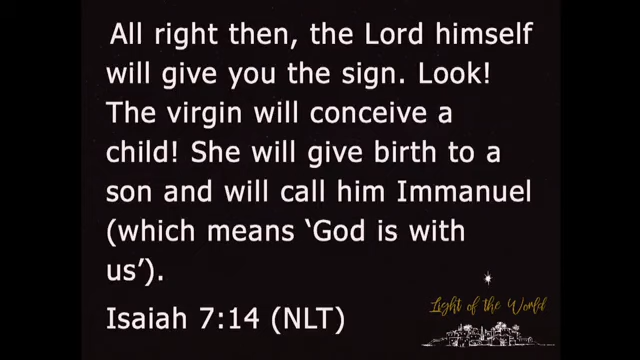 All right then, the Lord himself
will give you the sign. Look!
The virgin will conceive a
child! She will give birth to a
son and will call him Immanuel
(which means ‘God is with
us’).
Isaiah 7:14 (NLT)
Light of the World